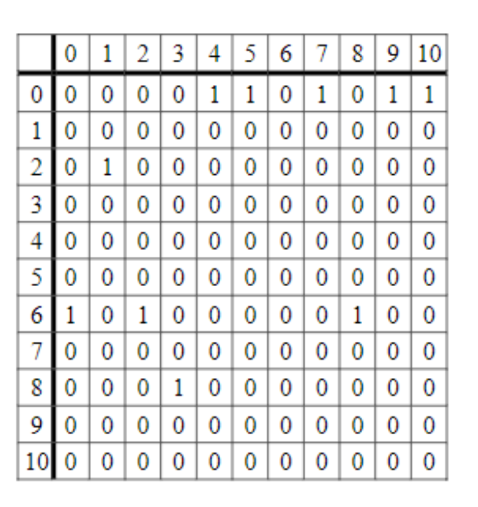 0 1 2 3 4 5 6 7 8 9 10
0 0 0 0 0 1 1 0 1 0 1 1
1 0 0 0 0 0 0 0 0 0 0 0
2 0 1 0 0 0 0 0 0 0 0 0
3 0 0 0 0 0 0 0 0 0 0 0
4 0 0 0 0 0 0 0 0 0 0 0
5 0 0 0 0 0 0 0 0 0 0 0
6 1 0 1 0 0 0 0 0 1 0 0
7 0 0 0 0 0 0 0 0 0 0 0
8 0 0 0 1 0 0 0 0 0 0 0
9 0 0 0 0 0 0 0 0 0 0 0
10 0 0 0 0 0 0 0 0 0 0 0